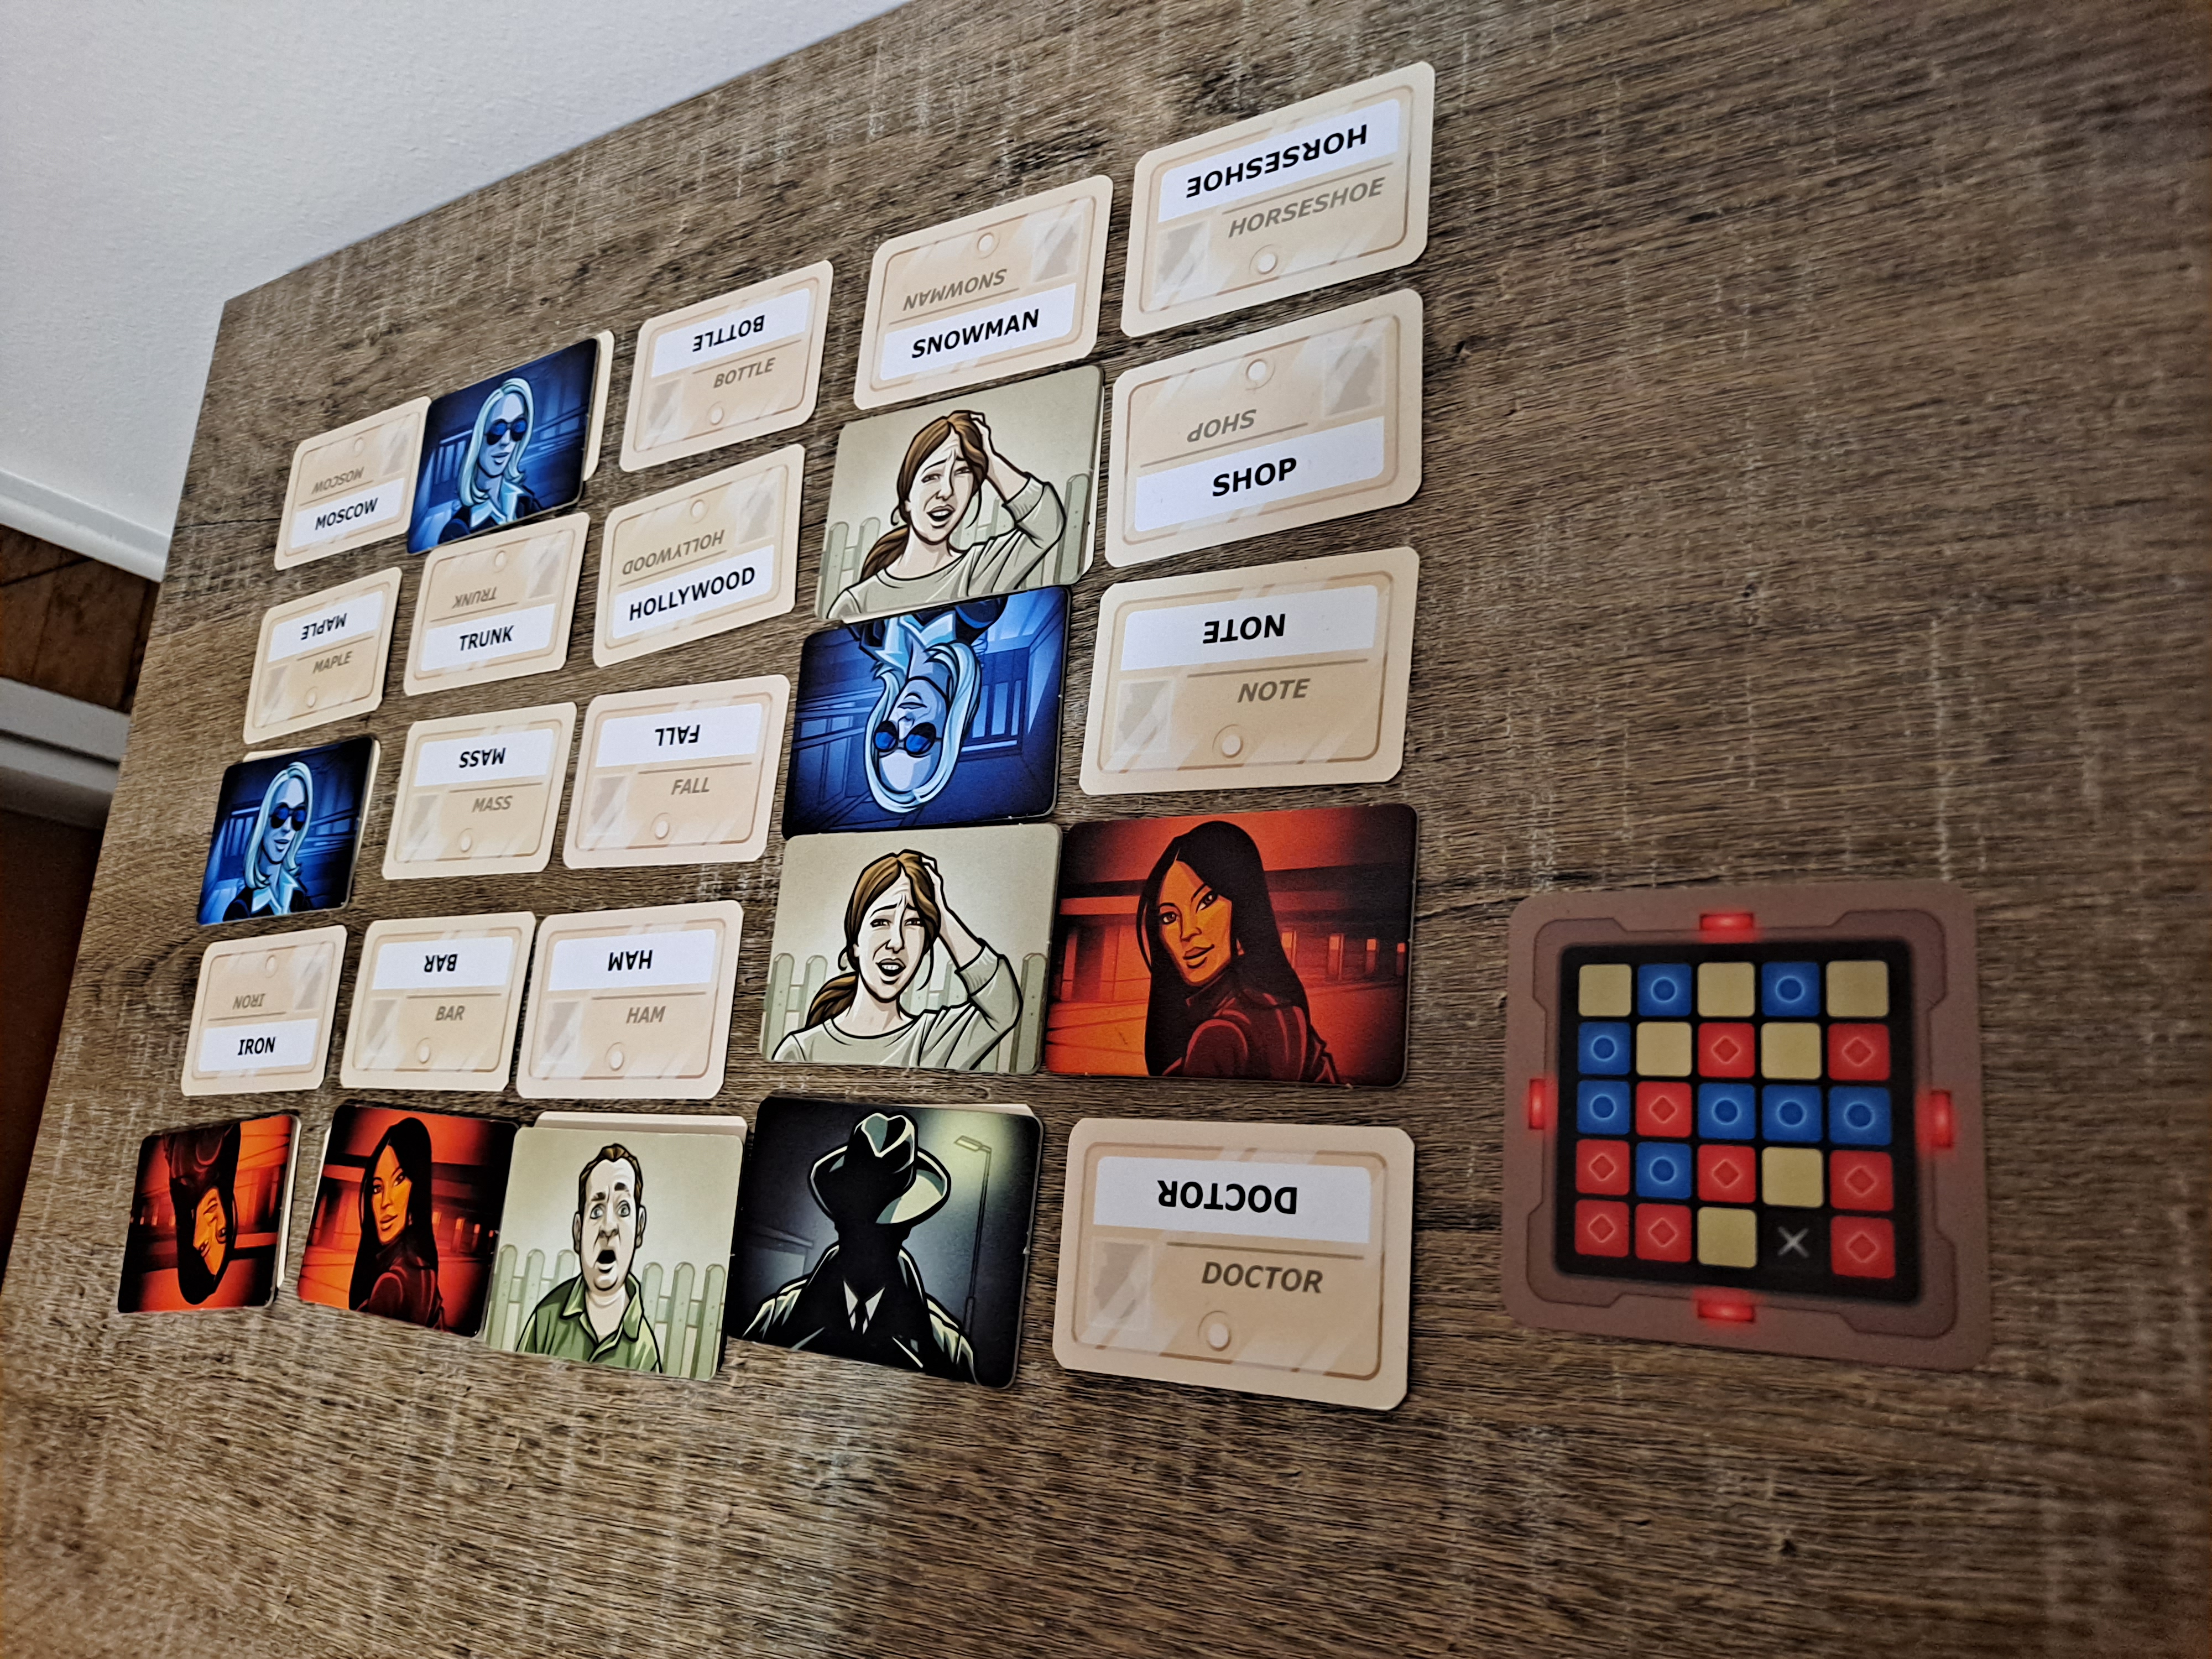 MOSCOW
MOSCOW
BOTTLE
BOTTLE
SNOWMAN
SNOWMAN
HORSESHOE
HORSESHOE
MAPLE
MAPLE
TRUNK
TRUNK
HOLLYWOOD
HOLLYWOOD
SHOP
SHOP
MASS
MASS
FALL
FALL
NOTE
NOTE
IRON
IRON
BAR
BAR
HAM
HAM
DOCTOR
DOCTOR